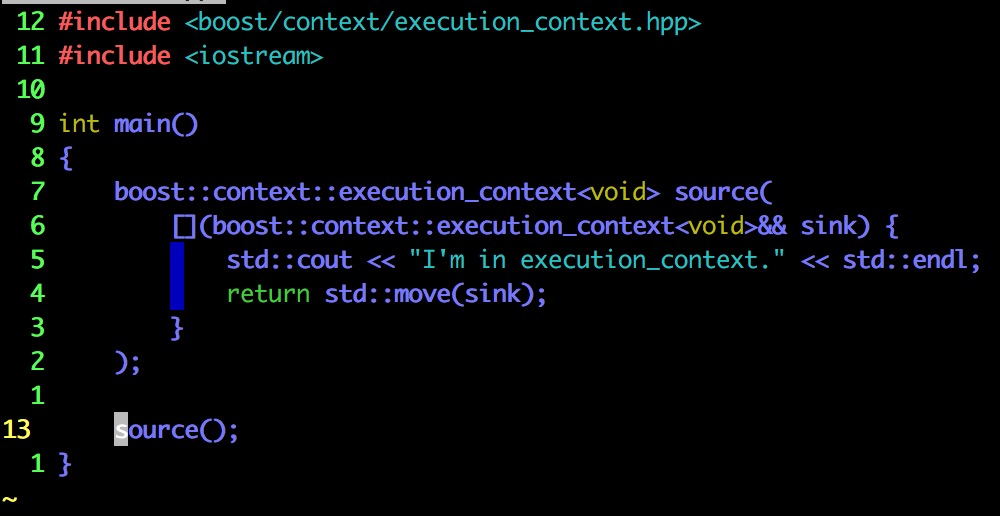 12 #include <boost/context/execution_context.hpp>
11 #include <iostream>
10
9 int main()
8 {
7     boost::context::execution_context<void> source(
6         [](boost::context::execution_context<void>&& sink) {
5             std::cout << "I'm in execution_context." << std::endl;
4             return std::move(sink);
3         }
2     );
1
13     source();
1 }
~